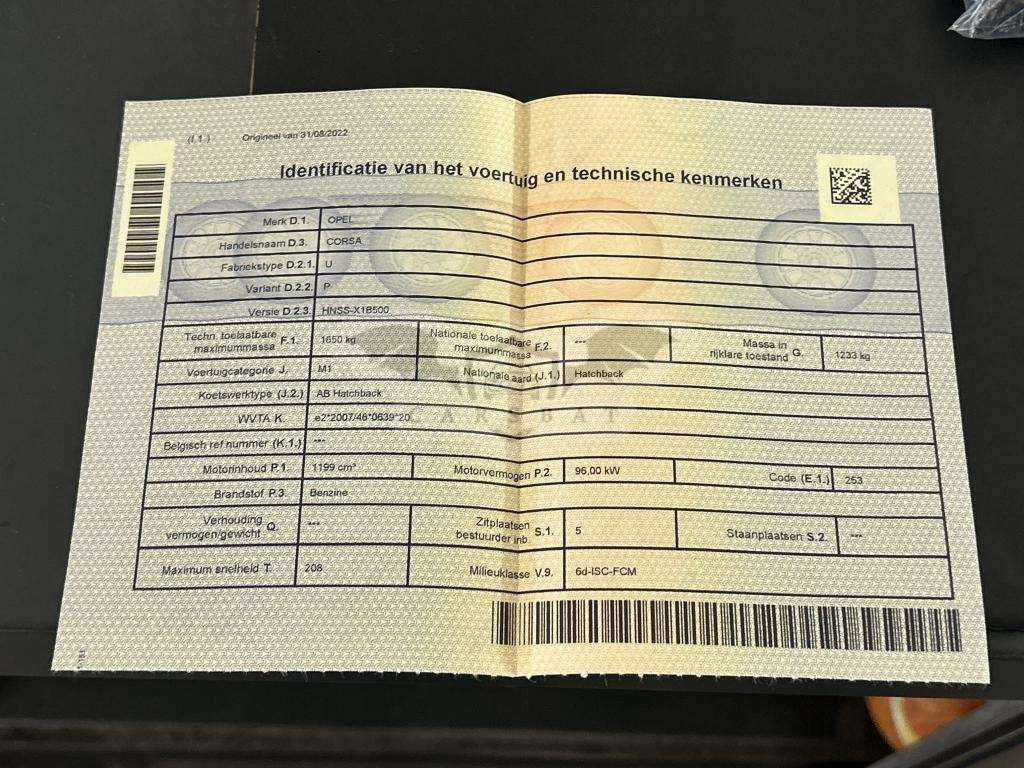 (I.1.) Origineel van 31/08/2022
Identificatie van het voertuig en technische kenmerken
Merk D.1. OPEL
Handelsnaam D.3. CORSA
Fabriekstype D.2.1. U
Variant D.2.2. P
Versie D.2.3. HNSS-X1B500
Techn. toelaatbare maximummassa F.1. 1650 kg Nationale toelaatbare maximummassa F.2. --- Massa in rijklare toestand G. 1233 kg
Voertuigcategorie J. M1 Nationale aard (J.1.) Hatchback
Koetswerktype (J.2.) AB Hatchback
WVTA K. e2*2007/46*0639*20
CARSBAT
Belgisch ref nummer (K.1.) ---
Motorinhoud P.1. 1199 cm³ Motorvermogen P.2. 96,00 kW Code (E.1.) 253
Brandstof P.3. Benzine
Verhouding vermogen/gewicht Q. --- Zitplaatsen bestuurder inb. S.1. 5 Staanplaatsen S.2. ---
Maximum snelheid T. 208 Milieuklasse V.9. 6d-ISC-FCM